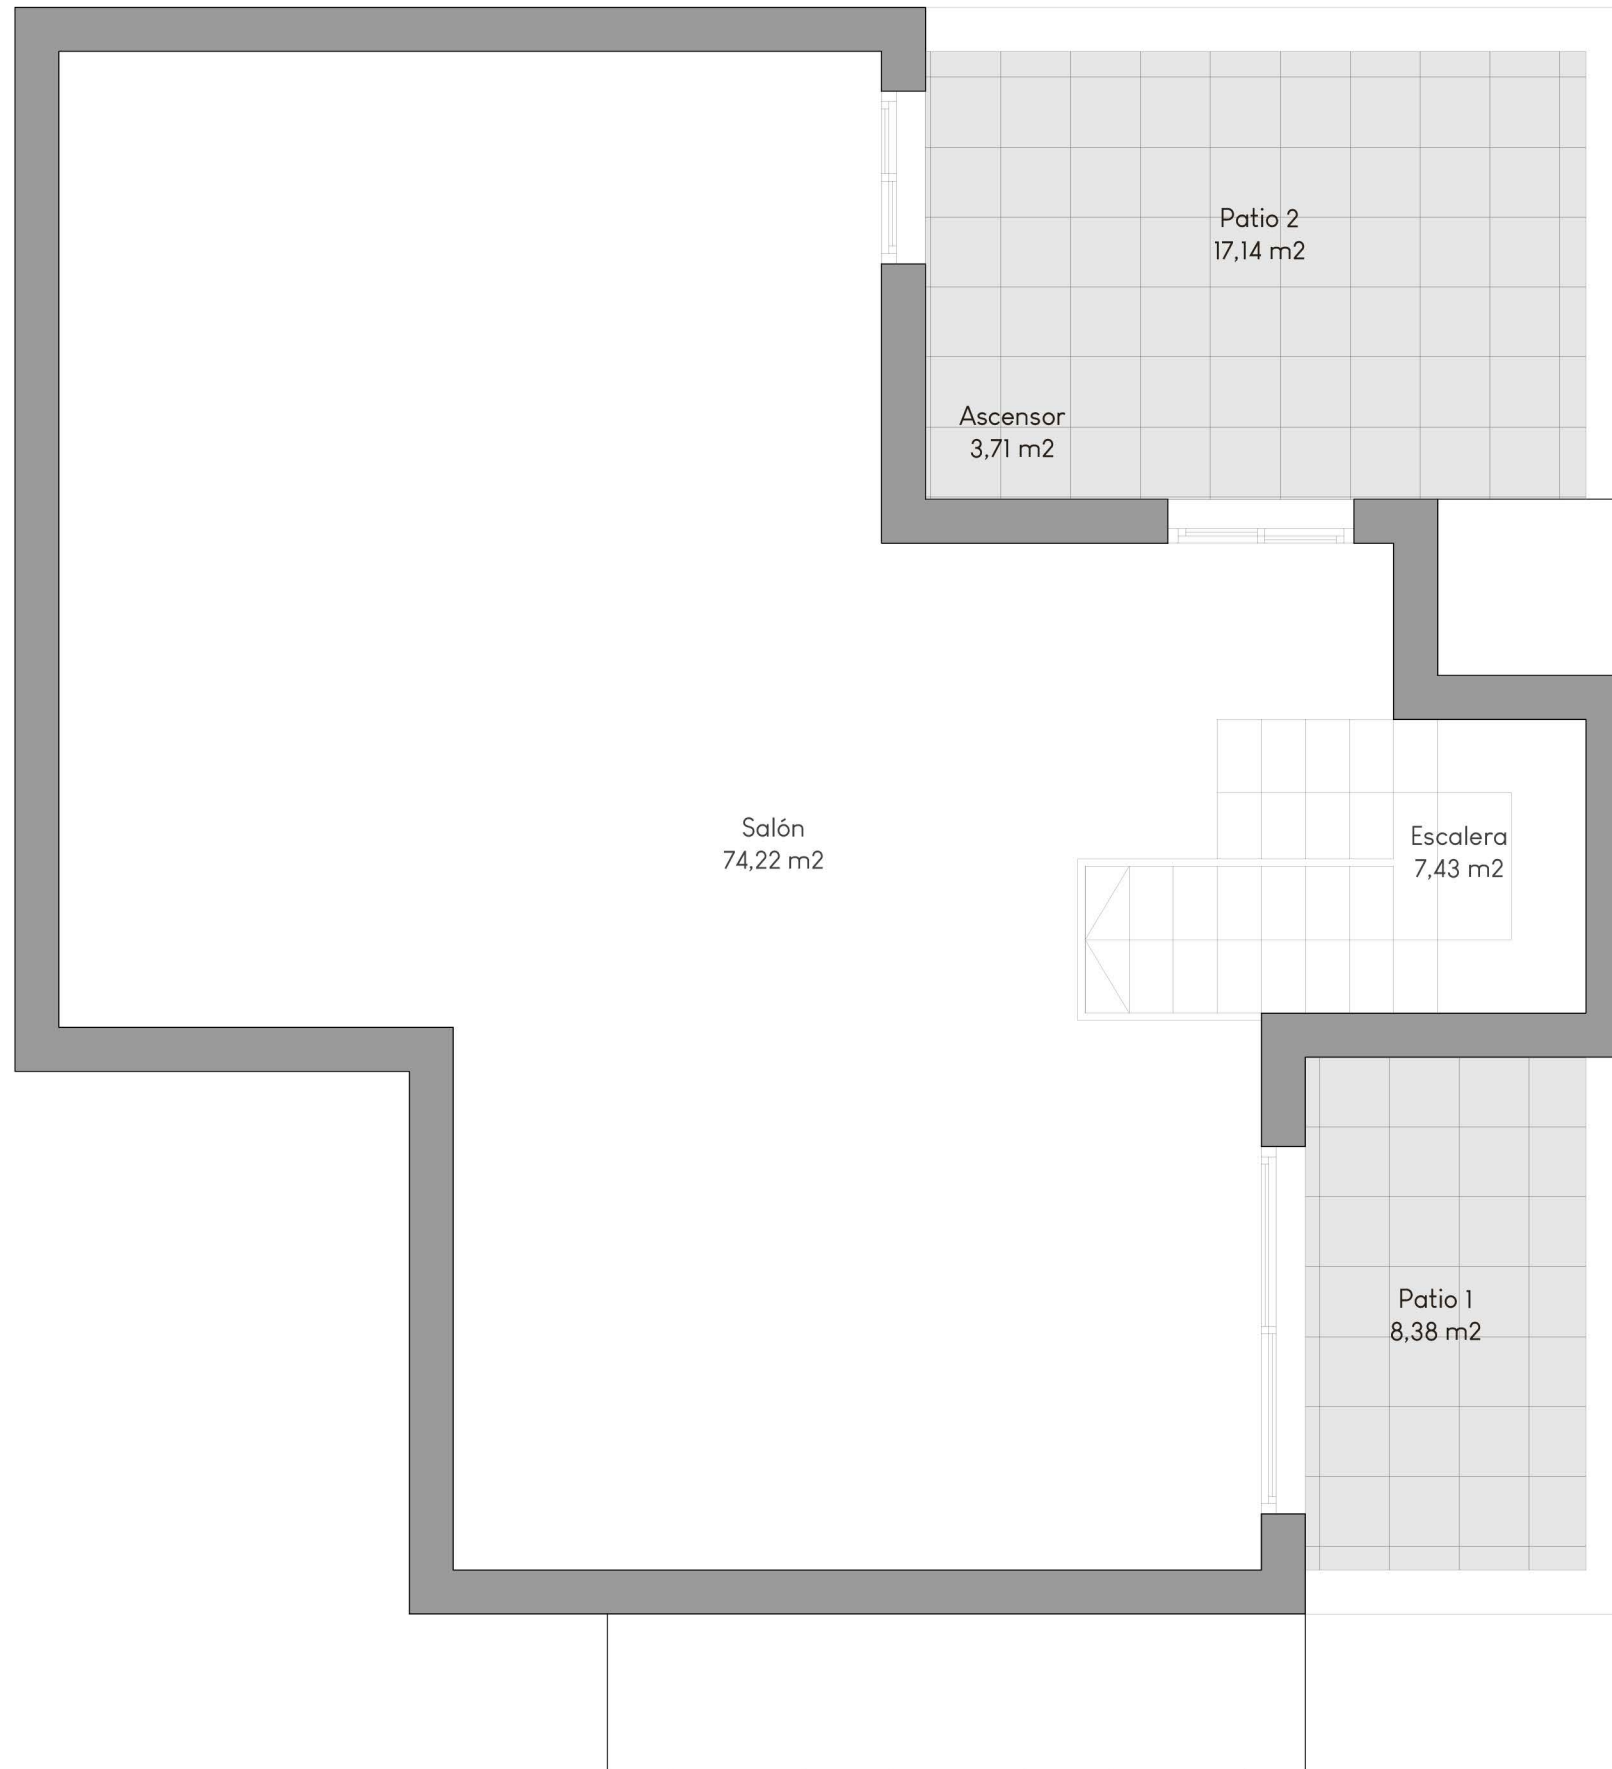 Patio 2
17,14 m2
Ascensor
3,71 m2
Salón
74,22 m2
Escalera
7,43 m2
Patio 1
8,38 m2